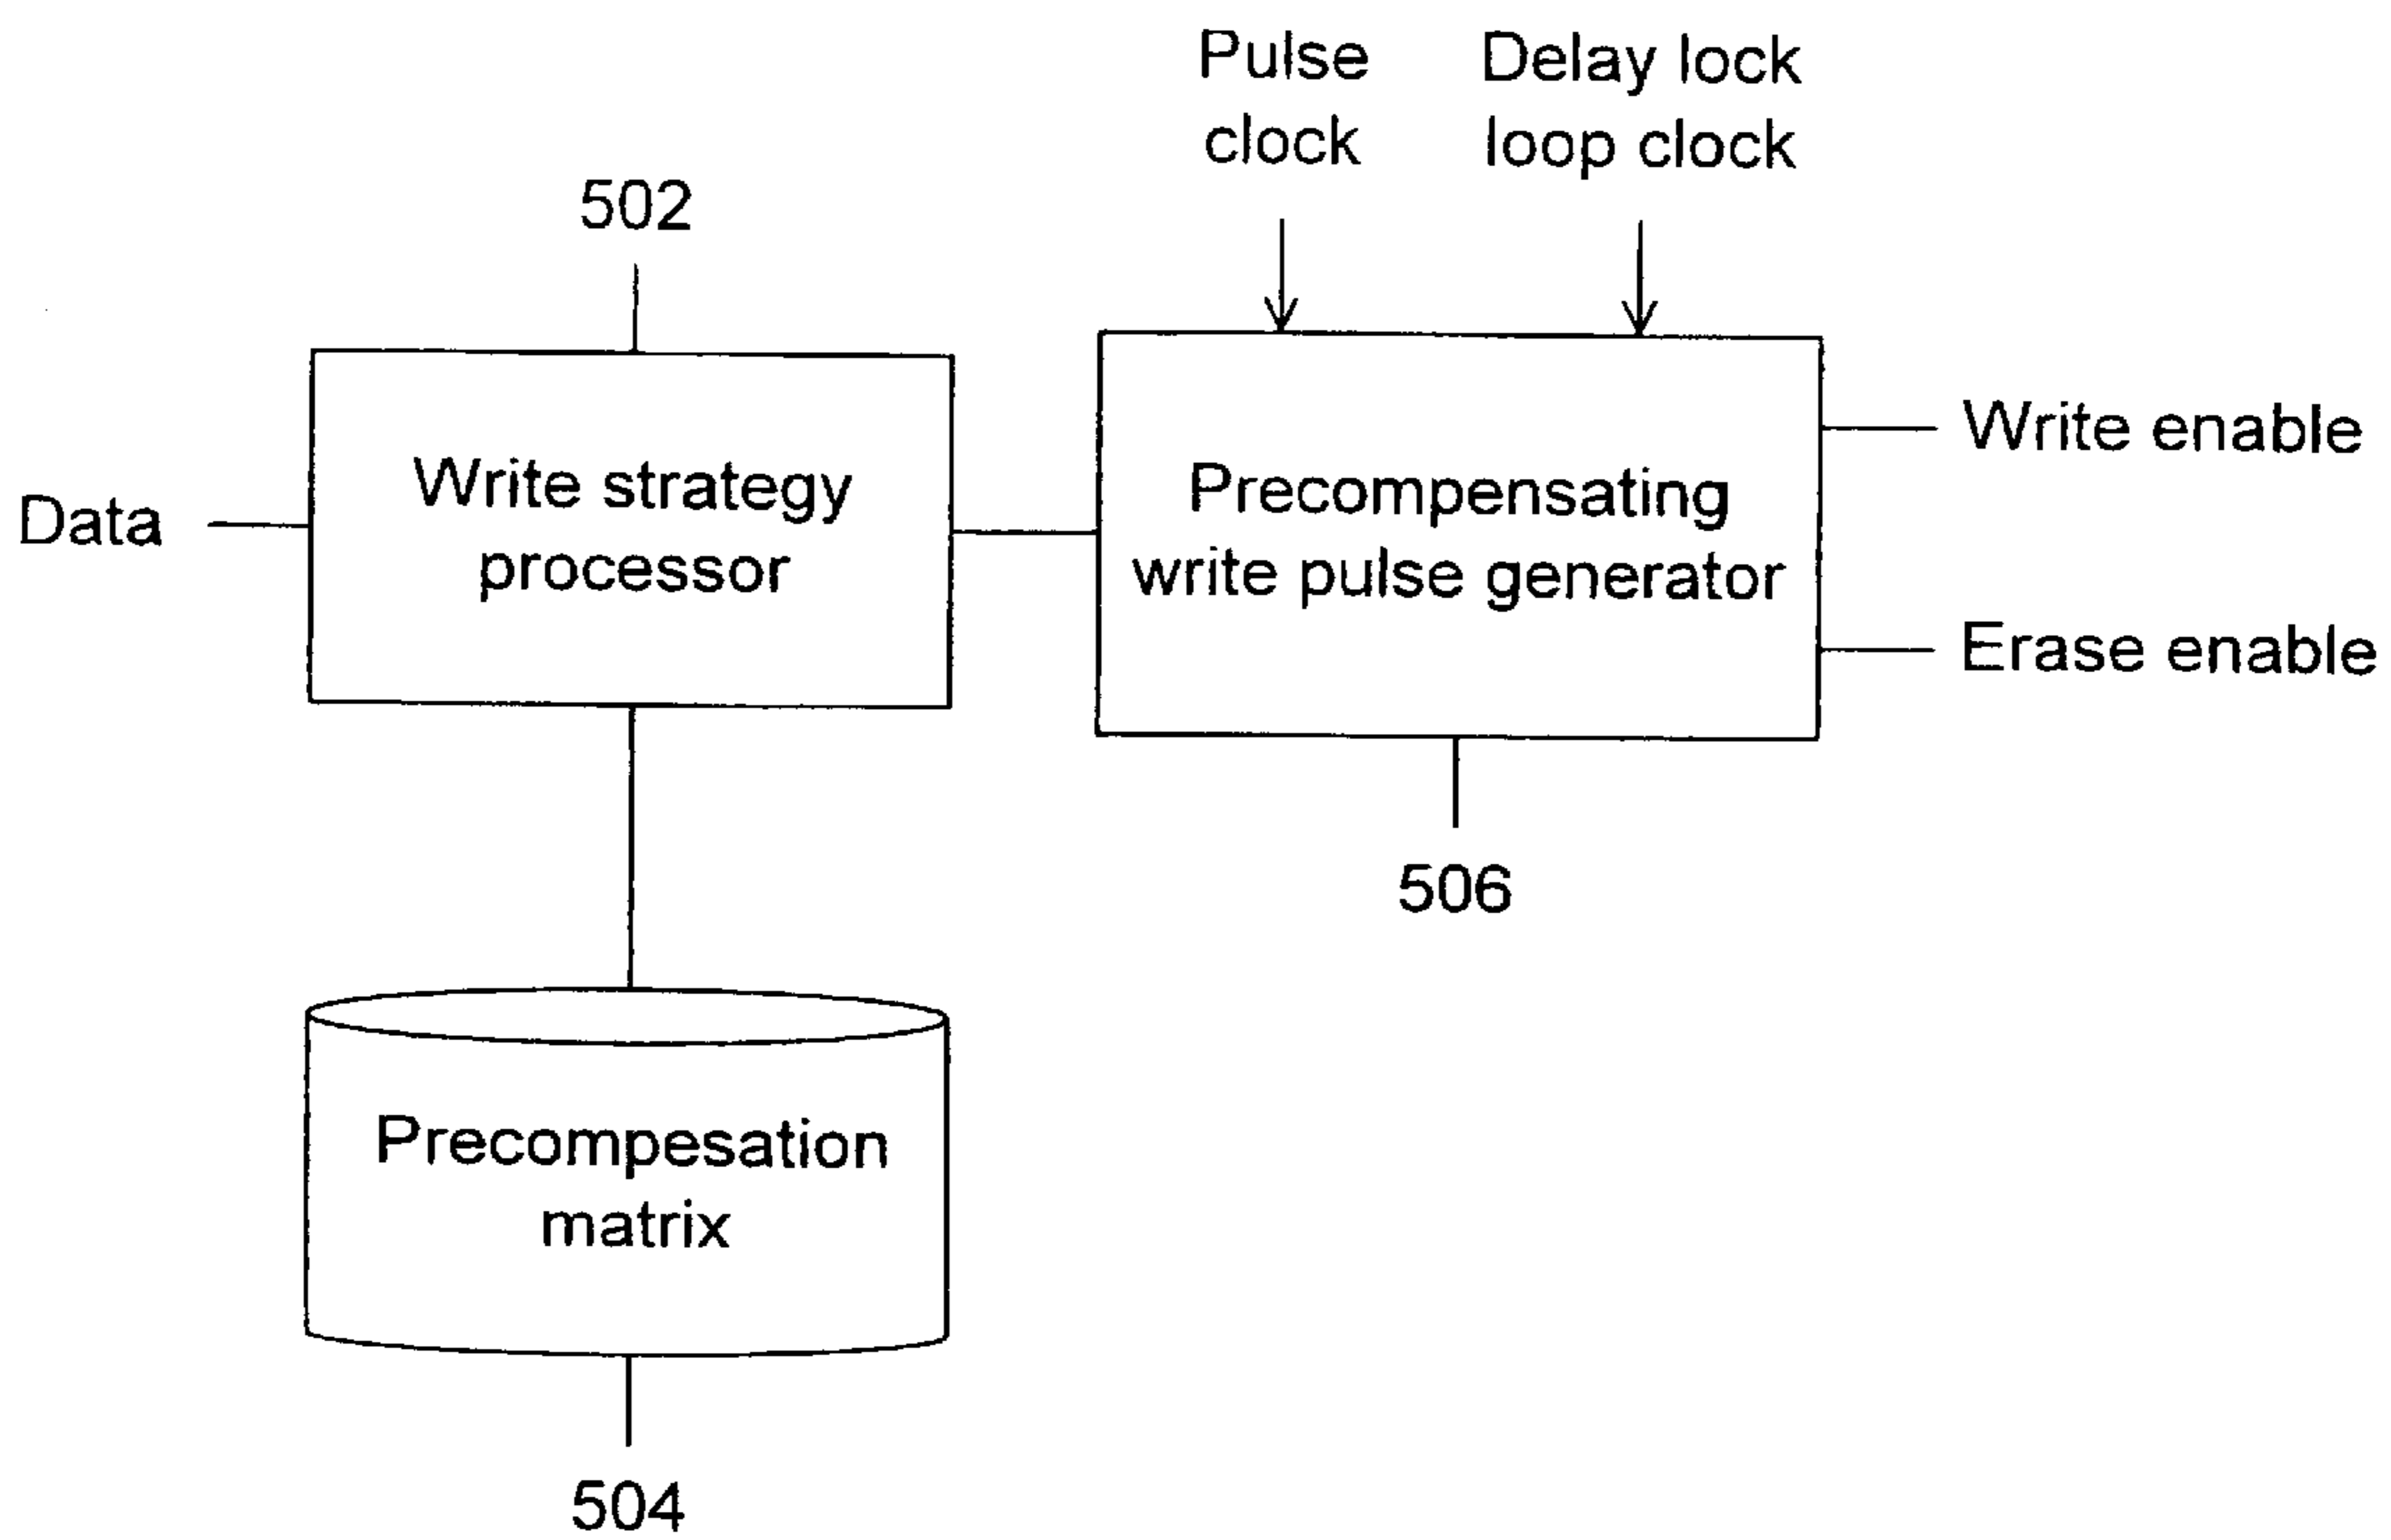 Pulse
clock
Delay lock
loop clock
502
Write strategy
processor
Data
Precompensating
write pulse generator
Write enable
Erase enable
506
Precompesation
matrix
504